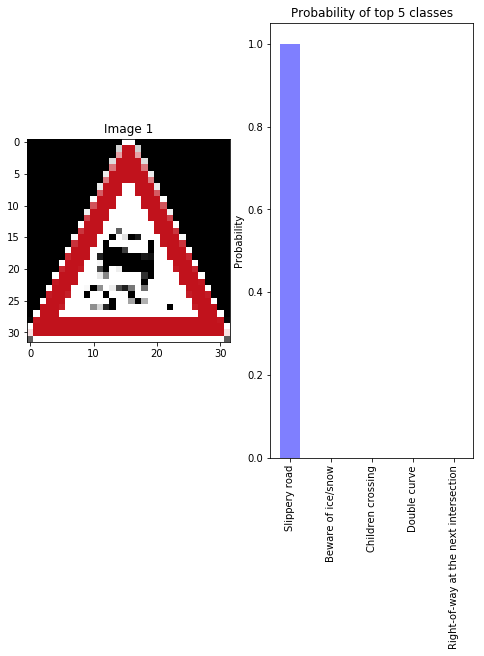 Probability of top 5 classes
Image 1
0
5
10
15
20
25
30
0 10 20 30
Probability
1.0
0.8
0.6
0.4
0.2
0.0
Slippery road
Beware of ice/snow
Children crossing
Double curve
Right-of-way at the next intersection